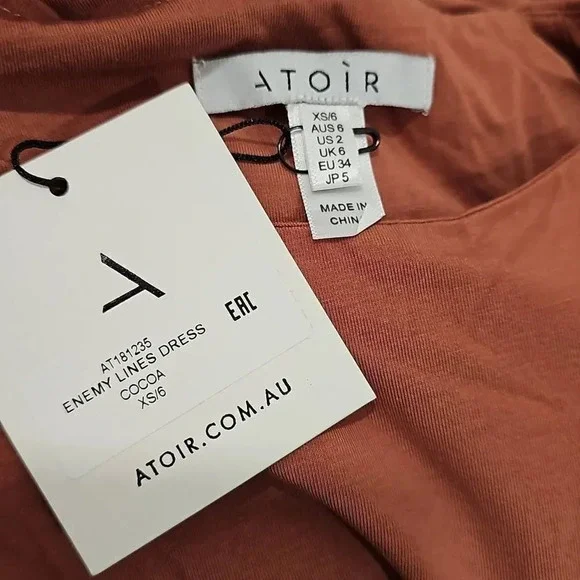 ATOÌR
XS/6
AUS 6
US 2
UK 6
EU 34
JP 5
MADE IN
CHIN
AT181235
ENEMY LINES DRESS
COCOA
XS/6
EAC
ATOIR.COM.AU